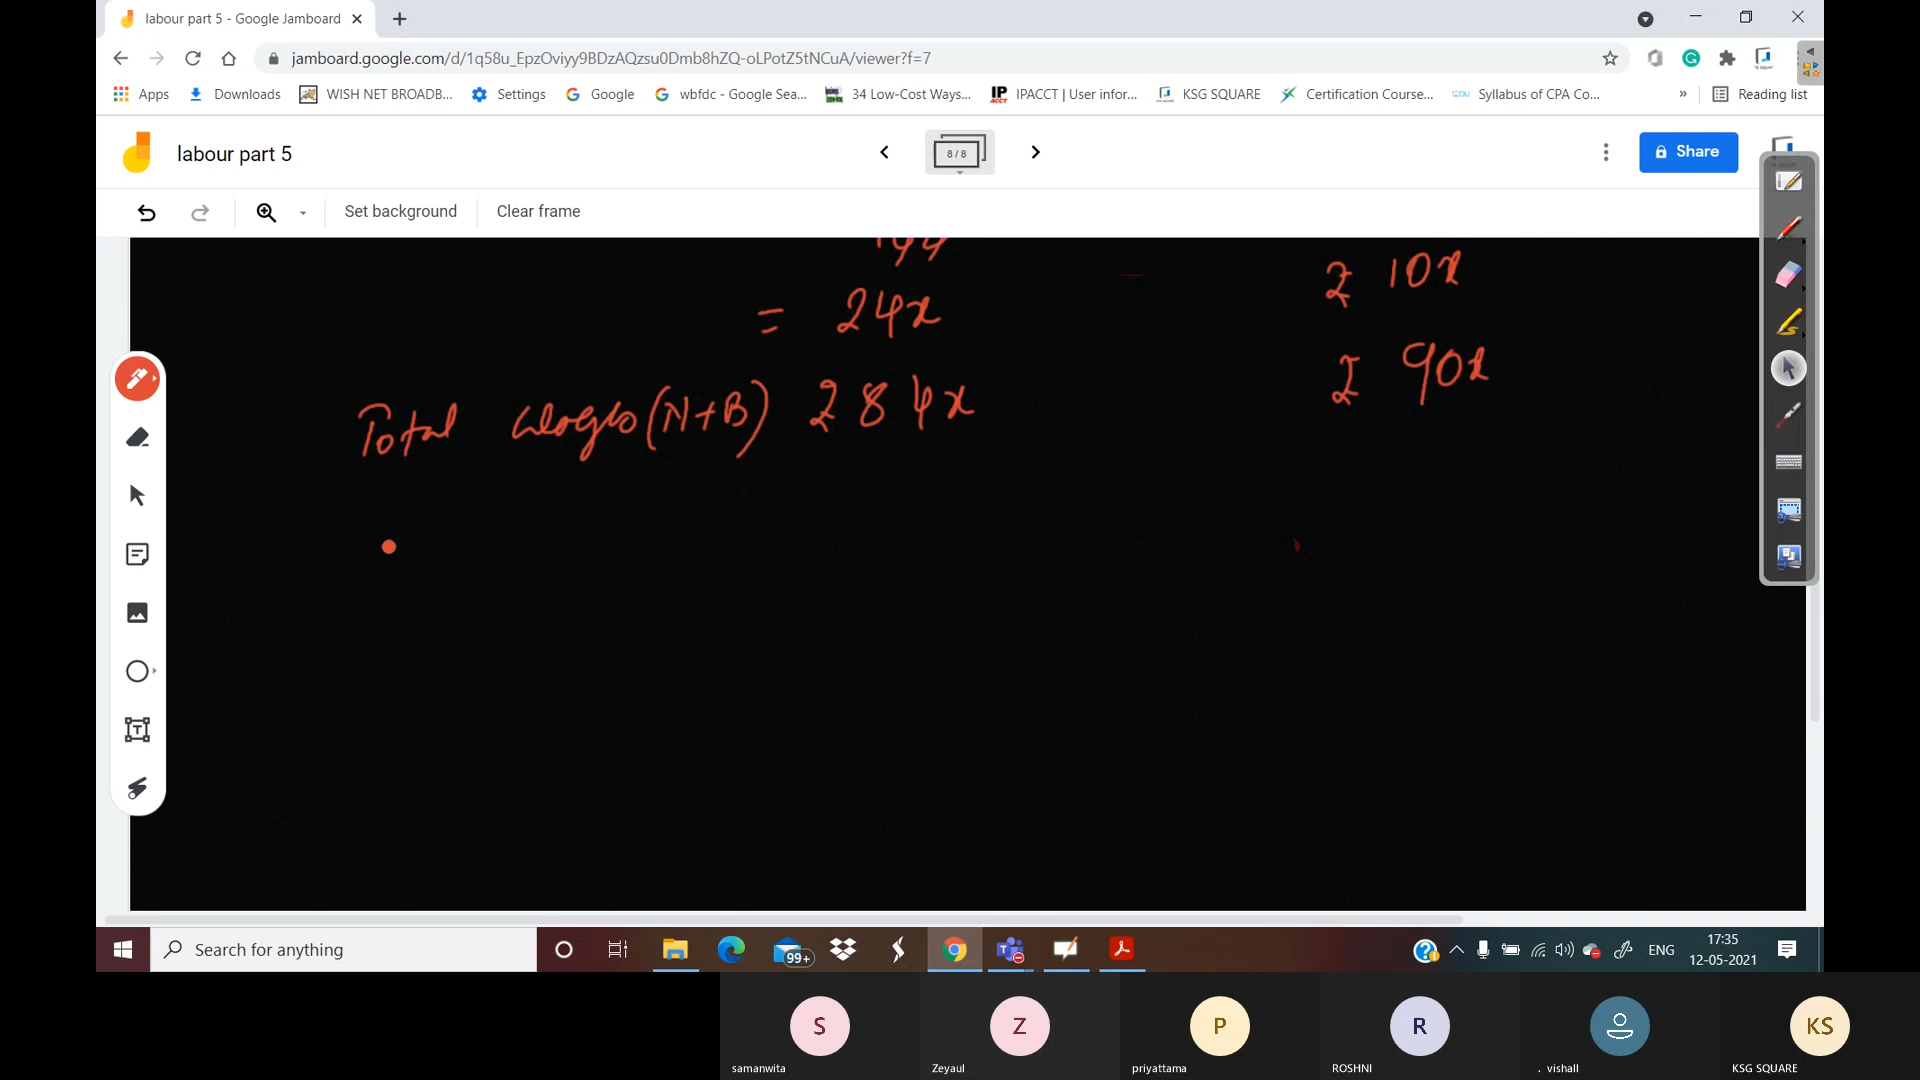 labour part 5 - Google Jamboard
jamboard.google.com/d/1q58u_EpzOviyy9BDzAQzsu0Dmb8hZQ-oLPotZ5tNCuA/viewer?f=7
Apps Downloads WISH NET BROADB... Settings Google wbfdc - Google Sea... 34 Low-Cost Ways... IPACCT | User infor... KSG SQUARE Certification Course... Syllabus of CPA Co... » Reading list
labour part 5
8 / 8
Share
Set background Clear frame
10x
= 24x
90x
Total wages (N+B) 284x
Search for anything
99+
ENG
17:35
12-05-2021
S Z P R KS
samanwita Zeyaul priyattama ROSHNI . vishall KSG SQUARE